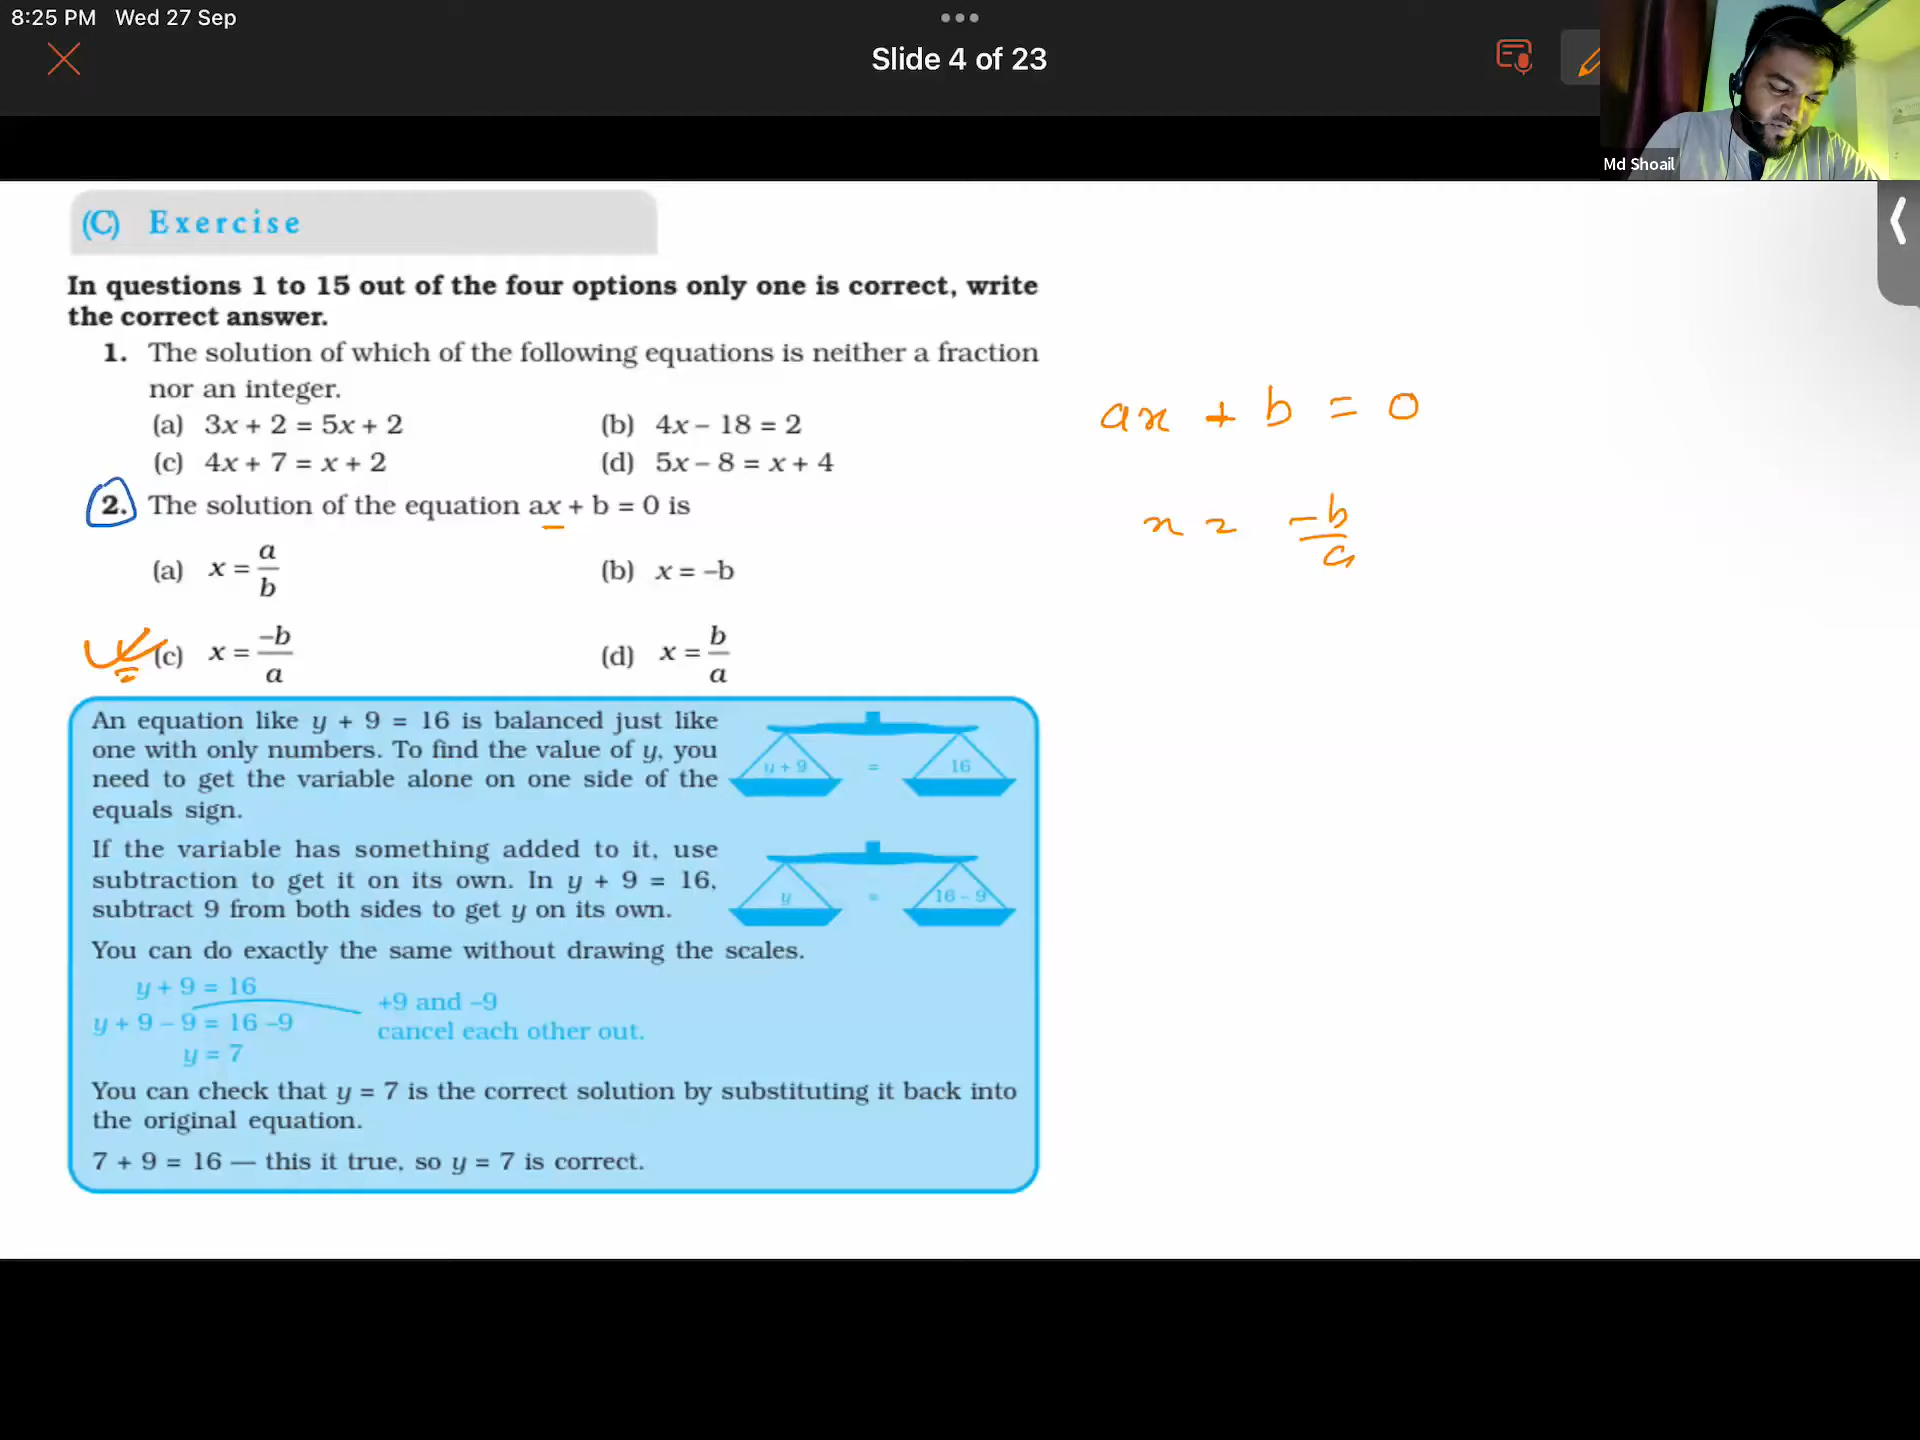 8:25 PM Wed 27 Sep
Slide 4 of 23
Md Shoail
(C) Exercise
In questions 1 to 15 out of the four options only one is correct, write
the correct answer.
1. The solution of which of the following equations is neither a fraction
nor an integer.
(a) 3x + 2 = 5x + 2 (b) 4x – 18 = 2
(c) 4x + 7 = x + 2 (d) 5x – 8 = x + 4
2. The solution of the equation ax + b = 0 is
(a) x = a/b (b) x = –b
(c) x = –b/a (d) x = b/a
ax + b = 0
x = -b/a
An equation like y + 9 = 16 is balanced just like
one with only numbers. To find the value of y, you
need to get the variable alone on one side of the
equals sign.
y + 9 = 16
If the variable has something added to it, use
subtraction to get it on its own. In y + 9 = 16,
subtract 9 from both sides to get y on its own.
y = 16 – 9
You can do exactly the same without drawing the scales.
y + 9 = 16
y + 9 – 9 = 16 –9
y = 7
+9 and –9
cancel each other out.
You can check that y = 7 is the correct solution by substituting it back into
the original equation.
7 + 9 = 16 — this it true, so y = 7 is correct.